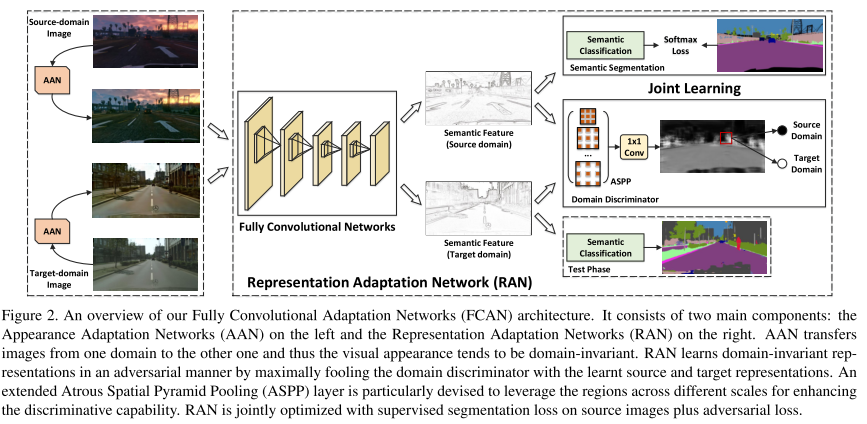 Source-domain
Image
AAN
AAN
Target-domain
Image
Fully Convolutional Networks
Representation Adaptation Network (RAN)
Semantic Feature
(Source domain)
Semantic Feature
(Target domain)
Semantic
Classification
Softmax
Loss
Semantic Segmentation
Joint Learning
...
ASPP
1x1
Conv
Source
Domain
Target
Domain
Domain Discriminator
Semantic
Classification
Test Phase
Figure 2. An overview of our Fully Convolutional Adaptation Networks (FCAN) architecture. It consists of two main components: the
Appearance Adaptation Networks (AAN) on the left and the Representation Adaptation Networks (RAN) on the right. AAN transfers
images from one domain to the other one and thus the visual appearance tends to be domain-invariant. RAN learns domain-invariant rep-
resentations in an adversarial manner by maximally fooling the domain discriminator with the learnt source and target representations. An
extended Atrous Spatial Pyramid Pooling (ASPP) layer is particularly devised to leverage the regions across different scales for enhancing
the discriminative capability. RAN is jointly optimized with supervised segmentation loss on source images plus adversarial loss.